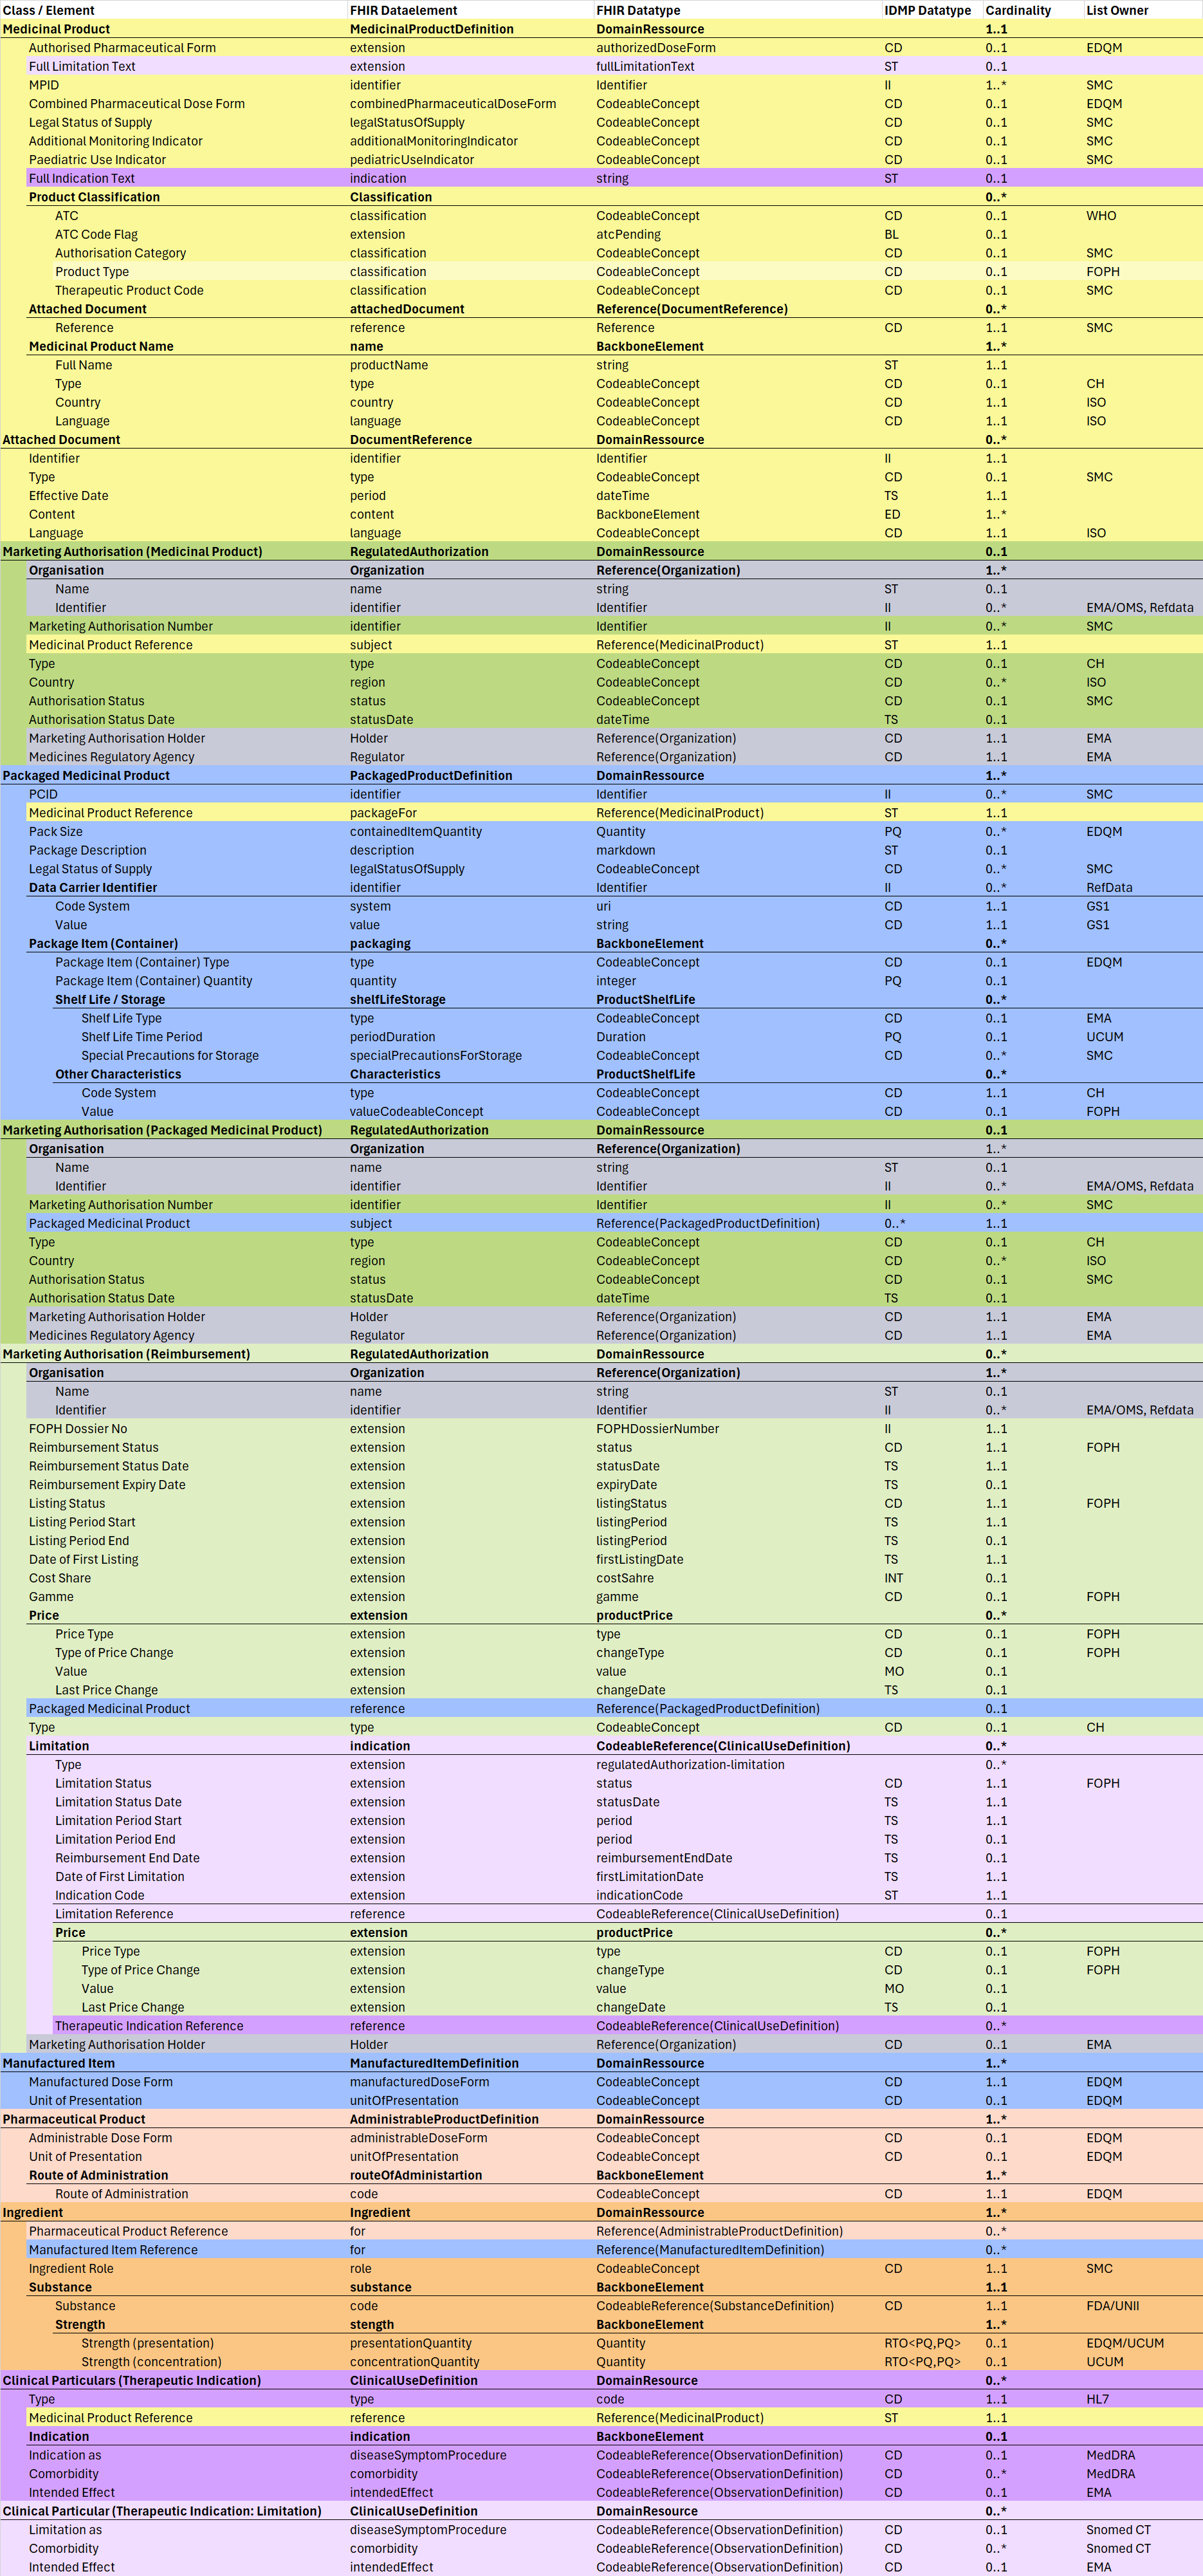 Class / Element FHIR Dataelement FHIR Datatype IDMP Datatype Cardinality List Owner
Medicinal Product MedicinalProductDefinition DomainRessource 1..1
Authorised Pharmaceutical Form extension authorizedDoseForm CD 0..1 EDQM
Full Limitation Text extension fullLimitationText ST 0..1
MPID identifier Identifier II 1..* SMC
Combined Pharmaceutical Dose Form combinedPharmaceuticalDoseForm CodeableConcept CD 0..1 EDQM
Legal Status of Supply legalStatusOfSupply CodeableConcept CD 0..1 SMC
Additional Monitoring Indicator additionalMonitoringIndicator CodeableConcept CD 0..1 SMC
Paediatric Use Indicator pediatricUseIndicator CodeableConcept CD 0..1 SMC
Full Indication Text indication string ST 0..1
Product Classification Classification 0..*
ATC classification CodeableConcept CD 0..1 WHO
ATC Code Flag extension atcPending BL 0..1
Authorisation Category classification CodeableConcept CD 0..1 SMC
Product Type classification CodeableConcept CD 0..1 FOPH
Therapeutic Product Code classification CodeableConcept CD 0..1 SMC
Attached Document attachedDocument Reference(DocumentReference) 0..*
Reference reference Reference CD 1..1 SMC
Medicinal Product Name name BackboneElement 1..*
Full Name productName string ST 1..1
Type type CodeableConcept CD 0..1 CH
Country country CodeableConcept CD 1..1 ISO
Language language CodeableConcept CD 1..1 ISO
Attached Document DocumentReference DomainRessource 0..*
Identifier identifier Identifier II 1..1
Type type CodeableConcept CD 0..1 SMC
Effective Date period dateTime TS 1..1
Content content BackboneElement ED 1..*
Language language CodeableConcept CD 1..1 ISO
Marketing Authorisation (Medicinal Product) RegulatedAuthorization DomainRessource 0..1
Organisation Organization Reference(Organization) 1..*
Name name string ST 0..1
Identifier identifier Identifier II 0..* EMA/OMS, Refdata
Marketing Authorisation Number identifier Identifier II 0..* SMC
Medicinal Product Reference subject Reference(MedicinalProduct) ST 1..1
Type type CodeableConcept CD 0..1 CH
Country region CodeableConcept CD 0..* ISO
Authorisation Status status CodeableConcept CD 0..1 SMC
Authorisation Status Date statusDate dateTime TS 0..1
Marketing Authorisation Holder Holder Reference(Organization) CD 1..1 EMA
Medicines Regulatory Agency Regulator Reference(Organization) CD 1..1 EMA
Packaged Medicinal Product PackagedProductDefinition DomainRessource 1..*
PCID identifier Identifier II 0..* SMC
Medicinal Product Reference packageFor Reference(MedicinalProduct) ST 1..1
Pack Size containedItemQuantity Quantity PQ 0..* EDQM
Package Description description markdown ST 0..1
Legal Status of Supply legalStatusOfSupply CodeableConcept CD 0..* SMC
Data Carrier Identifier identifier Identifier II 0..* RefData
Code System system uri CD 1..1 GS1
Value value string CD 1..1 GS1
Package Item (Container) packaging BackboneElement 0..*
Package Item (Container) Type type CodeableConcept CD 0..1 EDQM
Package Item (Container) Quantity quantity integer PQ 0..1
Shelf Life / Storage shelfLifeStorage ProductShelfLife 0..*
Shelf Life Type type CodeableConcept CD 0..1 EMA
Shelf Life Time Period periodDuration Duration PQ 0..1 UCUM
Special Precautions for Storage specialPrecautionsForStorage CodeableConcept CD 0..* SMC
Other Characteristics Characteristics ProductShelfLife 0..*
Code System type CodeableConcept CD 1..1 CH
Value valueCodeableConcept CodeableConcept CD 0..1 FOPH
Marketing Authorisation (Packaged Medicinal Product) RegulatedAuthorization DomainRessource 0..1
Organisation Organization Reference(Organization) 1..*
Name name string ST 0..1
Identifier identifier Identifier II 0..* EMA/OMS, Refdata
Marketing Authorisation Number identifier Identifier II 0..* SMC
Packaged Medicinal Product subject Reference(PackagedProductDefinition) 0..* 1..1
Type type CodeableConcept CD 0..1 CH
Country region CodeableConcept CD 0..* ISO
Authorisation Status status CodeableConcept CD 0..1 SMC
Authorisation Status Date statusDate dateTime TS 0..1
Marketing Authorisation Holder Holder Reference(Organization) CD 1..1 EMA
Medicines Regulatory Agency Regulator Reference(Organization) CD 1..1 EMA
Marketing Authorisation (Reimbursement) RegulatedAuthorization DomainRessource 0..*
Organisation Organization Reference(Organization) 1..*
Name name string ST 0..1
Identifier identifier Identifier II 0..* EMA/OMS, Refdata
FOPH Dossier No extension FOPHDossierNumber II 1..1
Reimbursement Status extension status CD 1..1 FOPH
Reimbursement Status Date extension statusDate TS 1..1
Reimbursement Expiry Date extension expiryDate TS 0..1
Listing Status extension listingStatus CD 1..1 FOPH
Listing Period Start extension listingPeriod TS 1..1
Listing Period End extension listingPeriod TS 0..1
Date of First Listing extension firstListingDate TS 1..1
Cost Share extension costSahre INT 0..1
Gamme extension gamme CD 0..1 FOPH
Price extension productPrice 0..*
Price Type extension type CD 0..1 FOPH
Type of Price Change extension changeType CD 0..1 FOPH
Value extension value MO 0..1
Last Price Change extension changeDate TS 0..1
Packaged Medicinal Product reference Reference(PackagedProductDefinition) 0..1
Type type CodeableConcept CD 0..1 CH
Limitation indication CodeableReference(ClinicalUseDefinition) 0..*
Type extension regulatedAuthorization-limitation 0..*
Limitation Status extension status CD 1..1 FOPH
Limitation Status Date extension statusDate TS 1..1
Limitation Period Start extension period TS 1..1
Limitation Period End extension period TS 0..1
Reimbursement End Date extension reimbursementEndDate TS 0..1
Date of First Limitation extension firstLimitationDate TS 1..1
Indication Code extension indicationCode ST 1..1
Limitation Reference reference CodeableReference(ClinicalUseDefinition) 0..1
Price extension productPrice 0..*
Price Type extension type CD 0..1 FOPH
Type of Price Change extension changeType CD 0..1 FOPH
Value extension value MO 0..1
Last Price Change extension changeDate TS 0..1
Therapeutic Indication Reference reference CodeableReference(ClinicalUseDefinition) 0..*
Marketing Authorisation Holder Holder Reference(Organization) CD 0..1 EMA
Manufactured Item ManufacturedItemDefinition DomainRessource 1..*
Manufactured Dose Form manufacturedDoseForm CodeableConcept CD 1..1 EDQM
Unit of Presentation unitOfPresentation CodeableConcept CD 0..1 EDQM
Pharmaceutical Product AdministrableProductDefinition DomainRessource 1..*
Administrable Dose Form administrableDoseForm CodeableConcept CD 0..1 EDQM
Unit of Presentation unitOfPresentation CodeableConcept CD 0..1 EDQM
Route of Administration routeOfAdministartion BackboneElement 1..*
Route of Administration code CodeableConcept CD 1..1 EDQM
Ingredient Ingredient DomainRessource 1..*
Pharmaceutical Product Reference for Reference(AdministrableProductDefinition) 0..*
Manufactured Item Reference for Reference(ManufacturedItemDefinition) 0..*
Ingredient Role role CodeableConcept CD 1..1 SMC
Substance substance BackboneElement 1..1
Substance code CodeableReference(SubstanceDefinition) CD 1..1 FDA/UNII
Strength stength BackboneElement 1..*
Strength (presentation) presentationQuantity Quantity RTO<PQ,PQ> 0..1 EDQM/UCUM
Strength (concentration) concentrationQuantity Quantity RTO<PQ,PQ> 0..1 UCUM
Clinical Particulars (Therapeutic Indication) ClinicalUseDefinition DomainResource 0..*
Type type code CD 1..1 HL7
Medicinal Product Reference reference Reference(MedicinalProduct) ST 1..1
Indication indication BackboneElement 0..1
Indication as diseaseSymptomProcedure CodeableReference(ObservationDefinition) CD 0..1 MedDRA
Comorbidity comorbidity CodeableReference(ObservationDefinition) CD 0..* MedDRA
Intended Effect intendedEffect CodeableReference(ObservationDefinition) CD 0..1 EMA
Clinical Particular (Therapeutic Indication: Limitation) ClinicalUseDefinition DomainResource 0..*
Limitation as diseaseSymptomProcedure CodeableReference(ObservationDefinition) CD 0..1 Snomed CT
Comorbidity comorbidity CodeableReference(ObservationDefinition) CD 0..* Snomed CT
Intended Effect intendedEffect CodeableReference(ObservationDefinition) CD 0..1 EMA